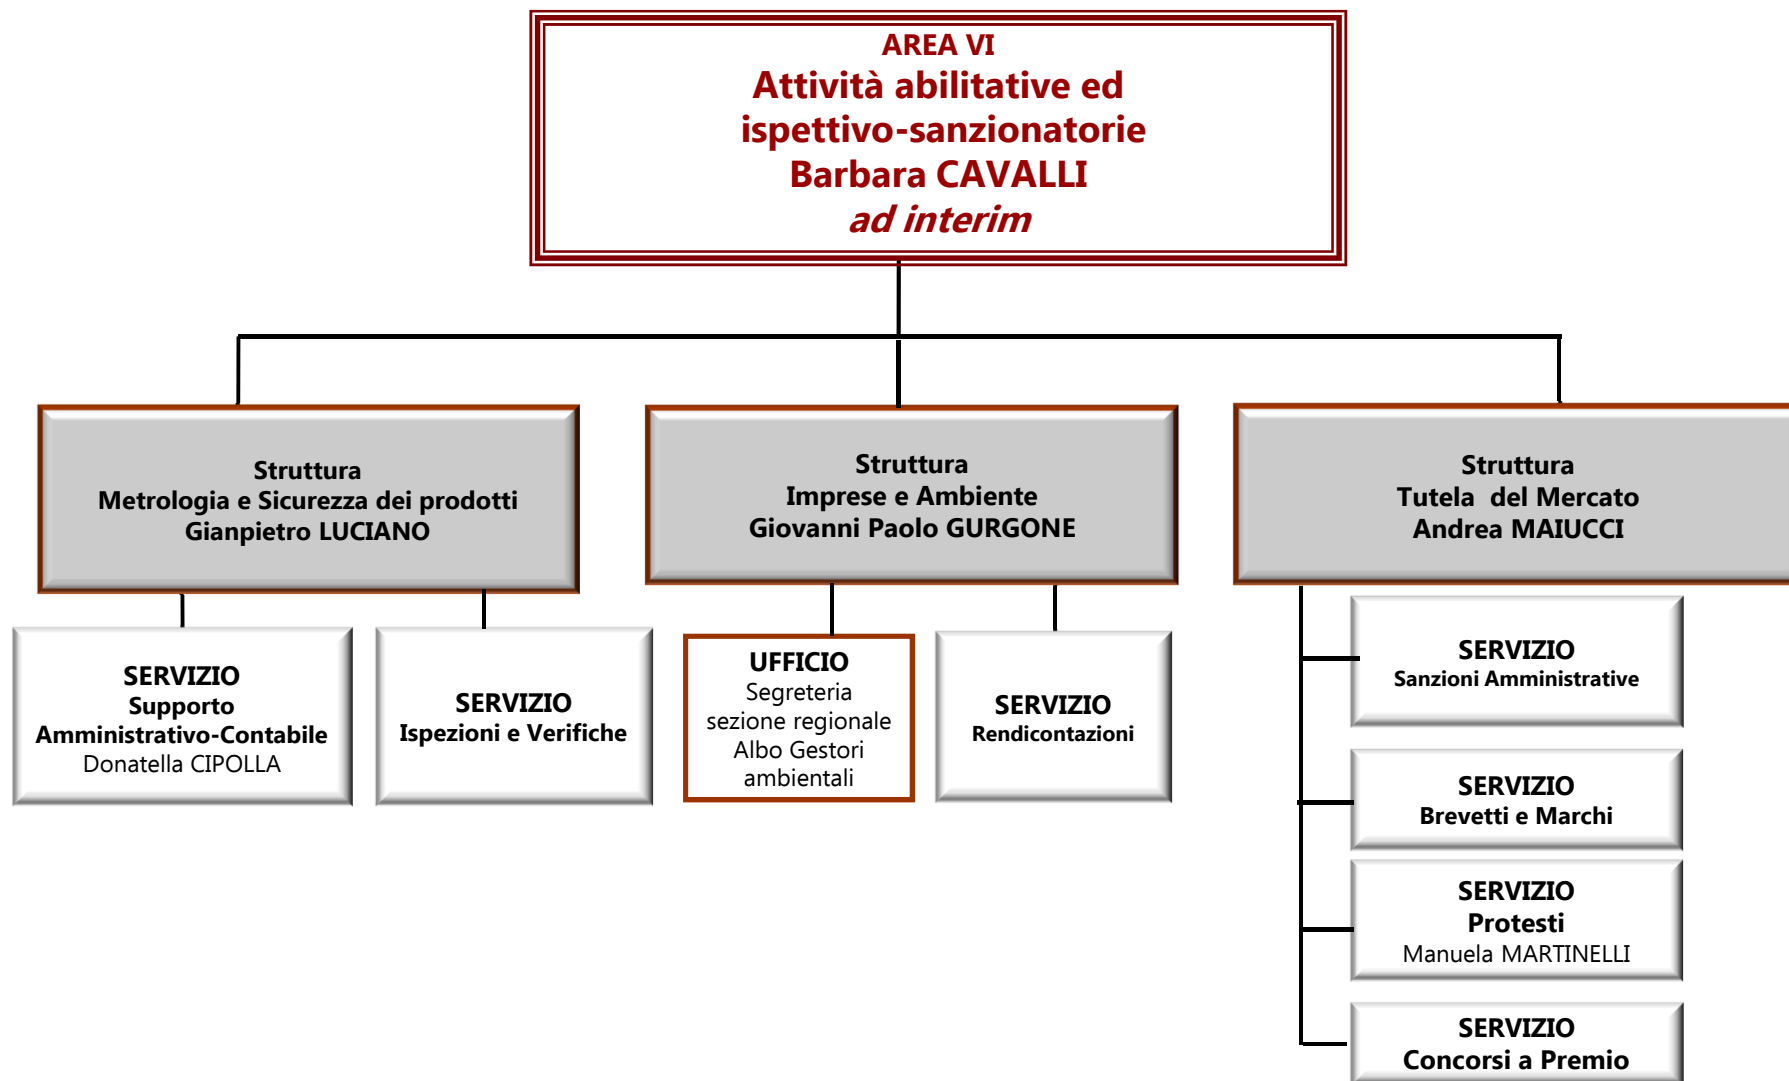 AREA VI
Attività abilitative ed
ispettivo-sanzionatorie
Barbara CAVALLI
ad interim
Struttura
Metrologia e Sicurezza dei prodotti
Gianpietro LUCIANO
Struttura
Imprese e Ambiente
Giovanni Paolo GURGONE
Struttura
Tutela del Mercato
Andrea MAIUCCI
SERVIZIO
Supporto
Amministrativo-Contabile
Donatella CIPOLLA
SERVIZIO
Ispezioni e Verifiche
UFFICIO
Segreteria
sezione regionale
Albo Gestori
ambientali
SERVIZIO
Rendicontazioni
SERVIZIO
Sanzioni Amministrative
SERVIZIO
Brevetti e Marchi
SERVIZIO
Protesti
Manuela MARTINELLI
SERVIZIO
Concorsi a Premio